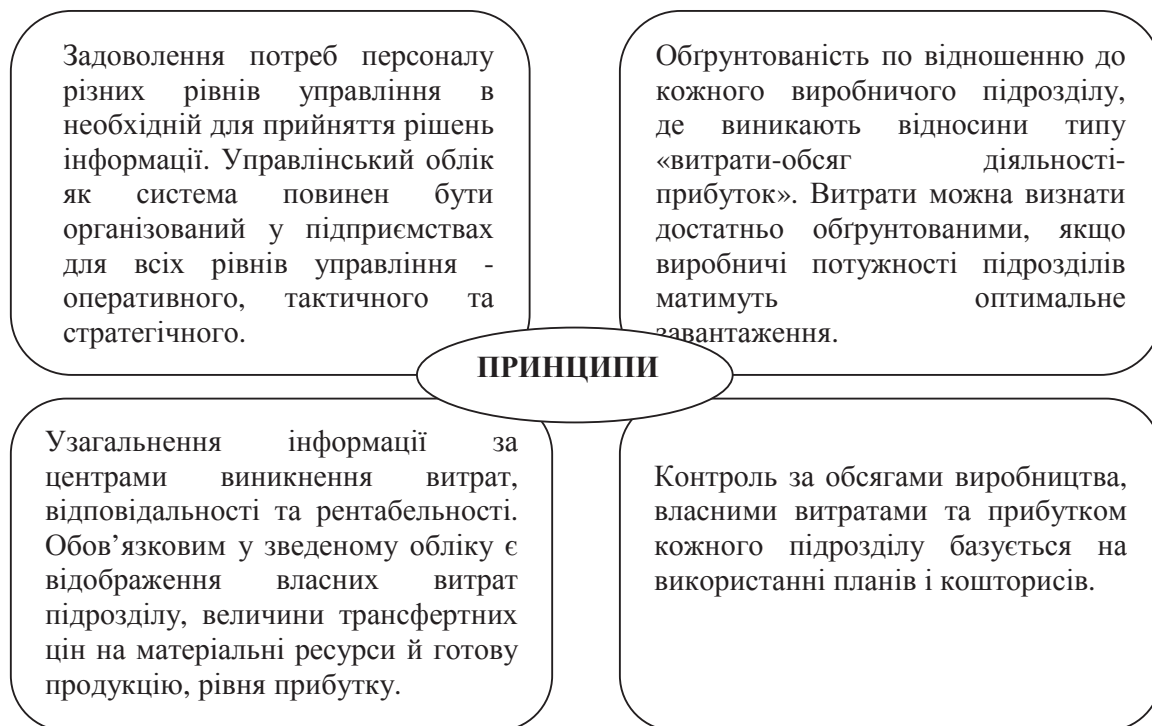 Задоволення потреб персоналу
різних рівнів управління в
необхідній для прийняття рішень
інформації. Управлінський облік
як система повинен бути
організований у підприємствах
для всіх рівнів управління -
оперативного, тактичного та
стратегічного.
Обґрунтованість по відношенню до
кожного виробничого підрозділу,
де виникають відносини типу
«витрати-обсяг діяльності-
прибуток». Витрати можна визнати
достатньо обґрунтованими, якщо
виробничі потужності підрозділів
матимуть оптимальне
завантаження.
ПРИНЦИПИ
Узагальнення інформації за
центрами виникнення витрат,
відповідальності та рентабельності.
Обов’язковим у зведеному обліку є
відображення власних витрат
підрозділу, величини трансфертних
цін на матеріальні ресурси й готову
продукцію, рівня прибутку.
Контроль за обсягами виробництва,
власними витратами та прибутком
кожного підрозділу базується на
використанні планів і кошторисів.